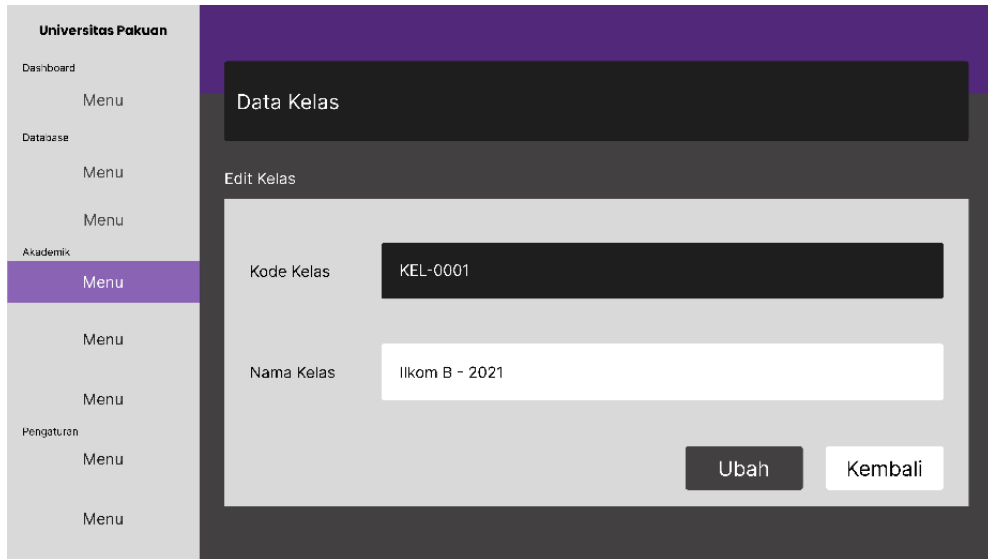 Universitas Pakuan
Dashboard
Menu
Database
Menu
Menu
Akademik
Menu
Menu
Menu
Pengaturan
Menu
Menu
Data Kelas
Edit Kelas
Kode Kelas KEL-0001
Nama Kelas Ilkom B - 2021
Ubah Kembali